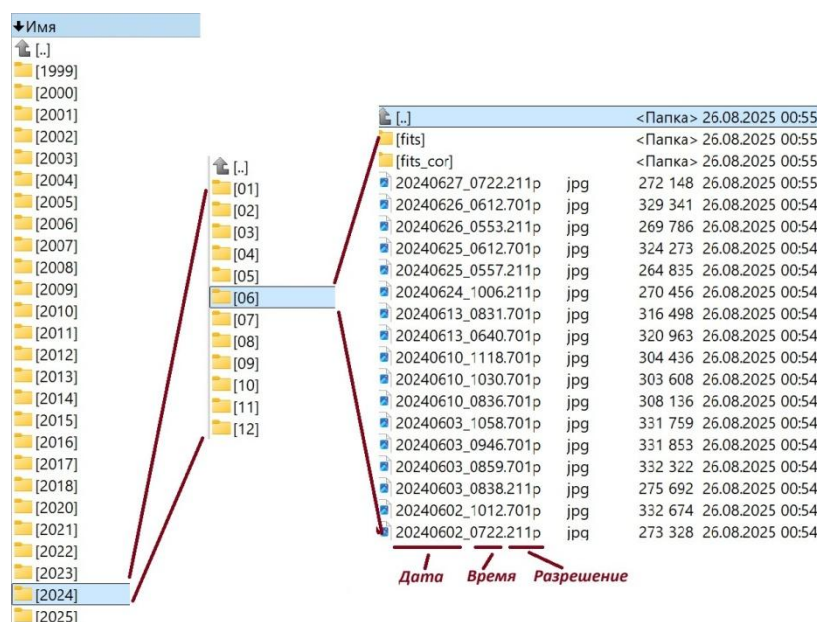 Имя
[..]
[1999]
[2000]
[2001]
[2002]
[2003]
[2004]
[2005]
[2006]
[2007]
[2008]
[2009]
[2010]
[2011]
[2012]
[2013]
[2014]
[2015]
[2016]
[2017]
[2018]
[2020]
[2021]
[2022]
[2023]
[2024]
[2025]
[..]
[01]
[02]
[03]
[04]
[05]
[06]
[07]
[08]
[09]
[10]
[11]
[12]
[..] <Папка> 26.08.2025 00:55
[fits] <Папка> 26.08.2025 00:55
[fits_cor] <Папка> 26.08.2025 00:55
20240627_0722.211p jpg 272 148 26.08.2025 00:55
20240626_0612.701p jpg 329 341 26.08.2025 00:54
20240626_0553.211p jpg 269 786 26.08.2025 00:54
20240625_0612.701p jpg 324 273 26.08.2025 00:54
20240625_0557.211p jpg 264 835 26.08.2025 00:54
20240624_1006.211p jpg 270 456 26.08.2025 00:54
20240613_0831.701p jpg 316 498 26.08.2025 00:54
20240613_0640.701p jpg 320 963 26.08.2025 00:54
20240610_1118.701p jpg 304 436 26.08.2025 00:54
20240610_1030.701p jpg 303 608 26.08.2025 00:54
20240610_0836.701p jpg 308 136 26.08.2025 00:54
20240603_1058.701p jpg 331 759 26.08.2025 00:54
20240603_0946.701p jpg 331 853 26.08.2025 00:54
20240603_0859.701p jpg 332 322 26.08.2025 00:54
20240603_0838.211p jpg 275 692 26.08.2025 00:54
20240602_1012.701p jpg 332 674 26.08.2025 00:54
20240602_0722.211p jpg 273 328 26.08.2025 00:54
Дата Время Разрешение